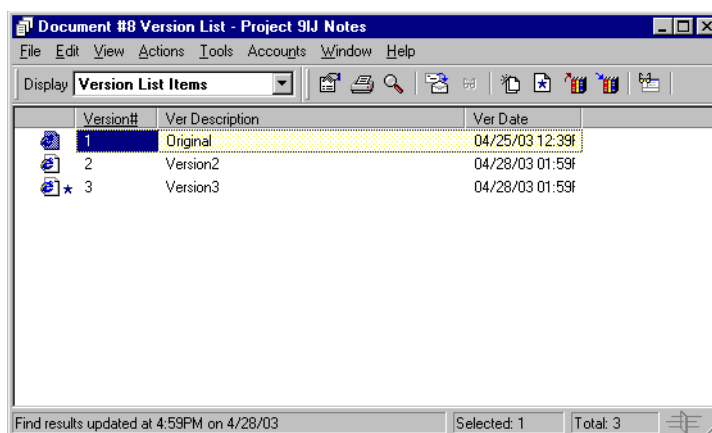 Document #8 Version List - Project 9IJ Notes
File Edit View Actions Tools Accounts Window Help
Display Version List Items
Version# Ver Description Ver Date
1 Original 04/25/03 12:39
2 Version2 04/28/03 01:59
3 Version3 04/28/03 01:59
Find results updated at 4:59PM on 4/28/03 Selected: 1 Total: 3